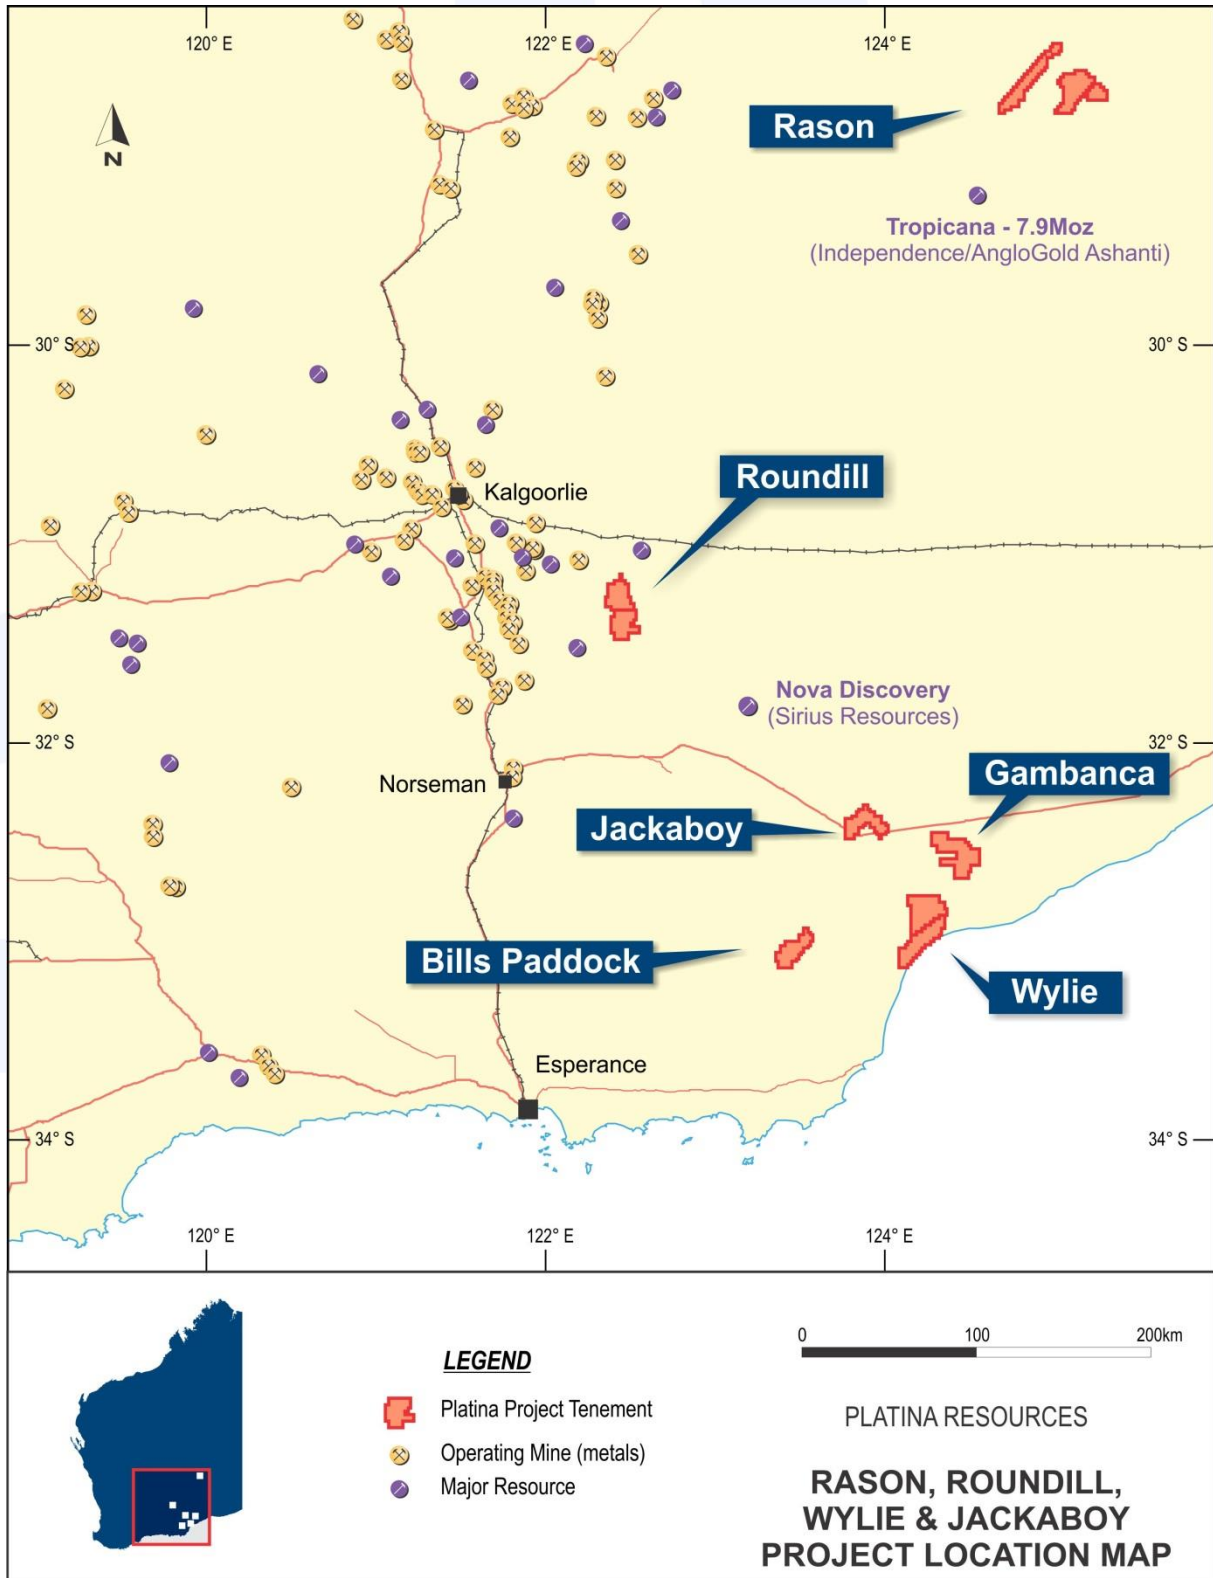 120° E
122° E
124° E
N
Rason
Tropicana - 7.9Moz
(Independence/AngloGold Ashanti)
30° S
30° S
Roundill
Kalgoorlie
Nova Discovery
(Sirius Resources)
32° S
32° S
Gambanca
Norseman
Jackaboy
Bills Paddock
Wylie
Esperance
34° S
34° S
120° E
122° E
124° E
LEGEND
Platina Project Tenement
Operating Mine (metals)
Major Resource
0 100 200km
PLATINA RESOURCES
RASON, ROUNDILL,
WYLIE & JACKABOY
PROJECT LOCATION MAP